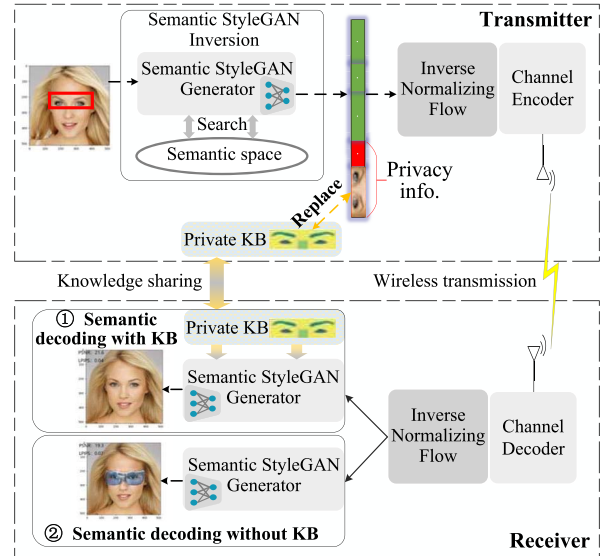 Transmitter
Semantic StyleGAN
Inversion
Semantic StyleGAN
Generator
Search
Semantic space
Inverse
Normalizing
Flow
Channel
Encoder
Privacy
info.
Replace
Private KB
Knowledge sharing
Wireless transmission
① Semantic
decoding with KB
Private KB
Semantic StyleGAN
Generator
Semantic StyleGAN
Generator
② Semantic decoding without KB
Inverse
Normalizing
Flow
Channel
Decoder
Receiver